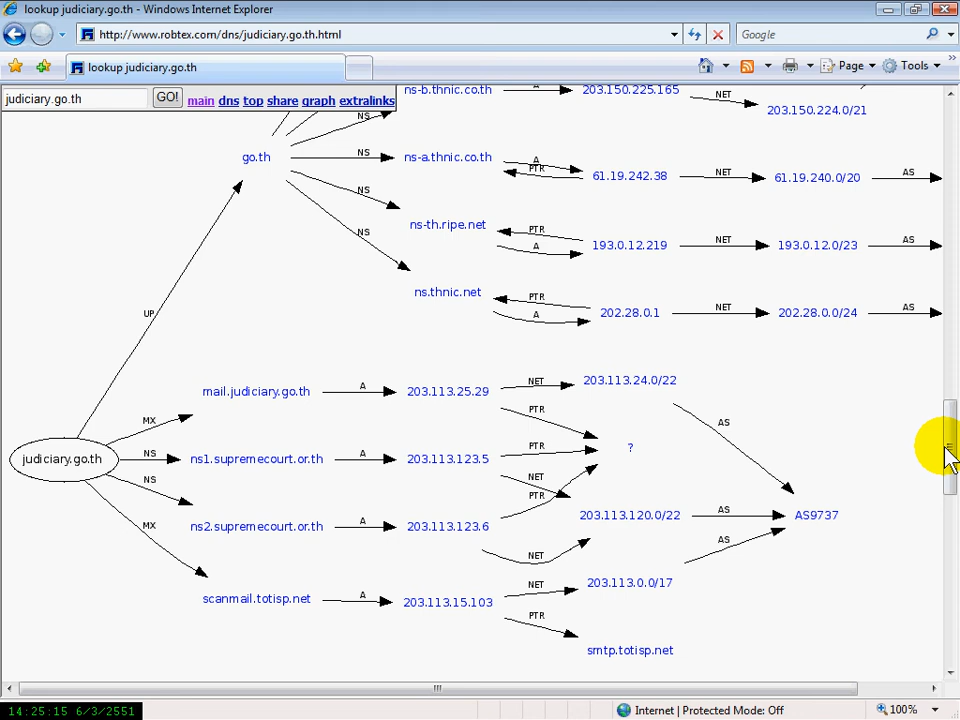 lookup judiciary.go.th - Windows Internet Explorer
http://www.robtex.com/dns/judiciary.go.th.html
Google
lookup judiciary.go.th
Page
Tools
judiciary.go.th GO! main dns top share graph extralinks
ns-b.thnic.co.th A 203.150.225.165 NET 203.150.224.0/21
NS
go.th NS ns-a.thnic.co.th A PTR 61.19.242.38 NET 61.19.240.0/20 AS
NS ns-th.ripe.net PTR A 193.0.12.219 NET 193.0.12.0/23 AS
NS ns.thnic.net PTR A 202.28.0.1 NET 202.28.0.0/24 AS
UP
mail.judiciary.go.th A 203.113.25.29 NET 203.113.24.0/22
MX PTR AS
judiciary.go.th NS ns1.supremecourt.or.th A 203.113.123.5 PTR ?
NS NET
PTR
ns2.supremecourt.or.th A 203.113.123.6 203.113.120.0/22 AS AS9737
MX NET AS
scanmail.totisp.net A 203.113.15.103 NET 203.113.0.0/17
PTR smtp.totisp.net
14:25:15 6/3/2551
Internet | Protected Mode: Off
100%